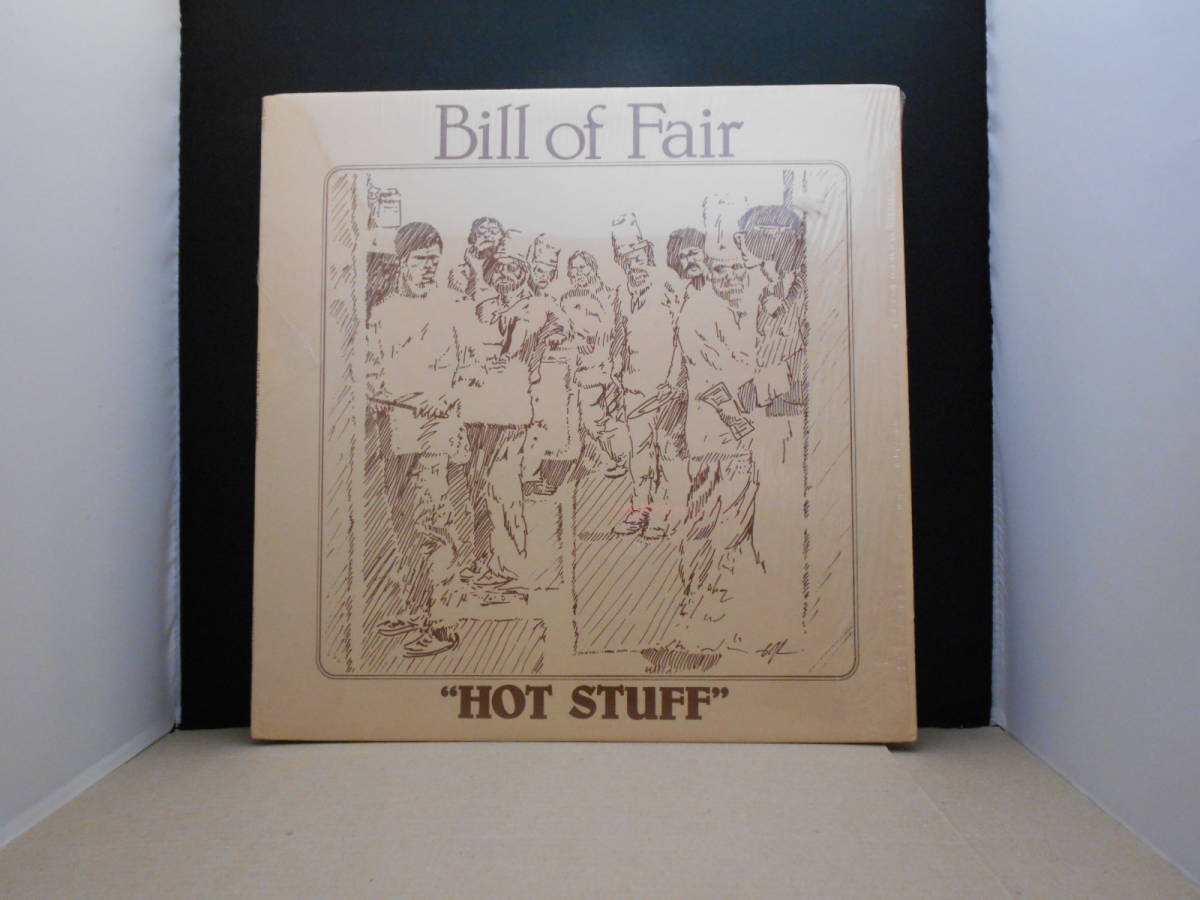 Bill of Fair
“HOT STUFF”